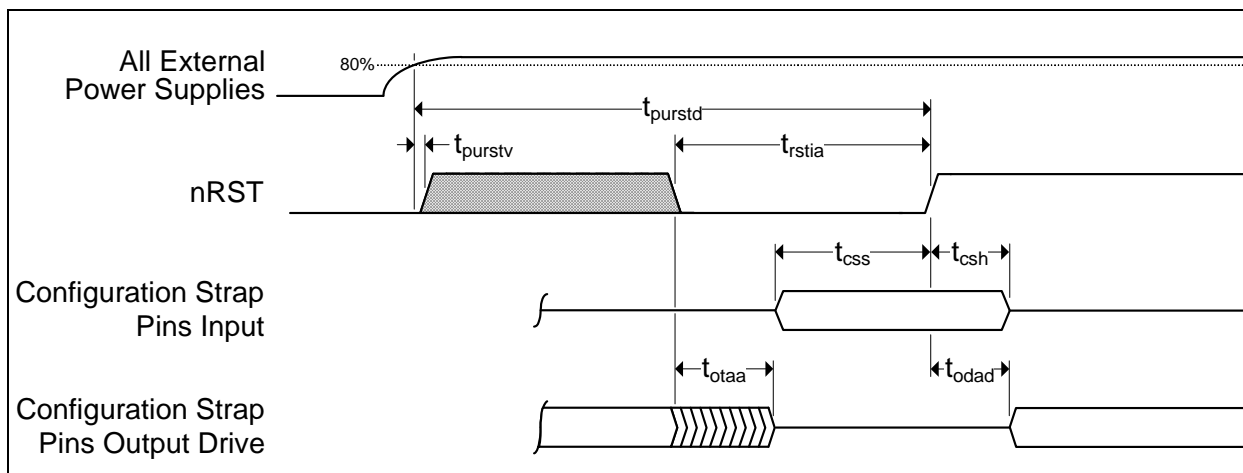 All External
Power Supplies
80%
tpurstd
tpurstv
trstia
nRST
tcss
tcsh
Configuration Strap
Pins Input
totaa
todad
Configuration Strap
Pins Output Drive